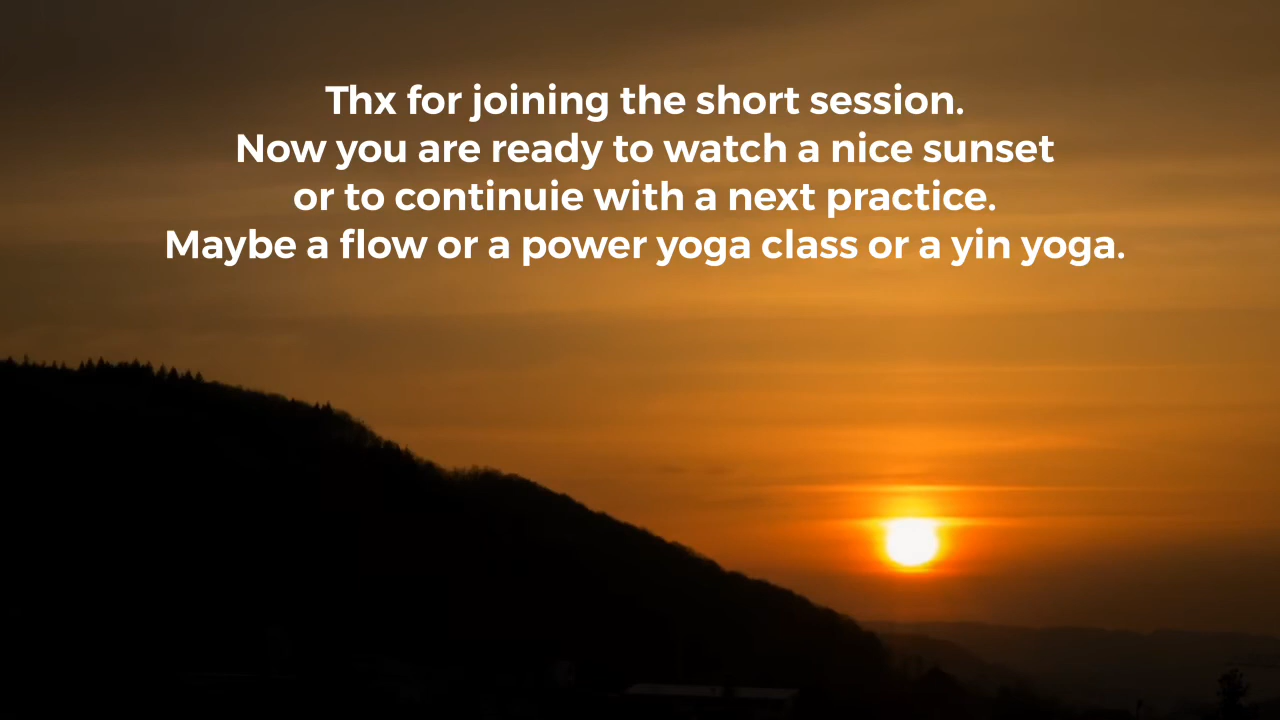 Thx for joining the short session.
Now you are ready to watch a nice sunset
or to continuie with a next practice.
Maybe a flow or a power yoga class or a yin yoga.